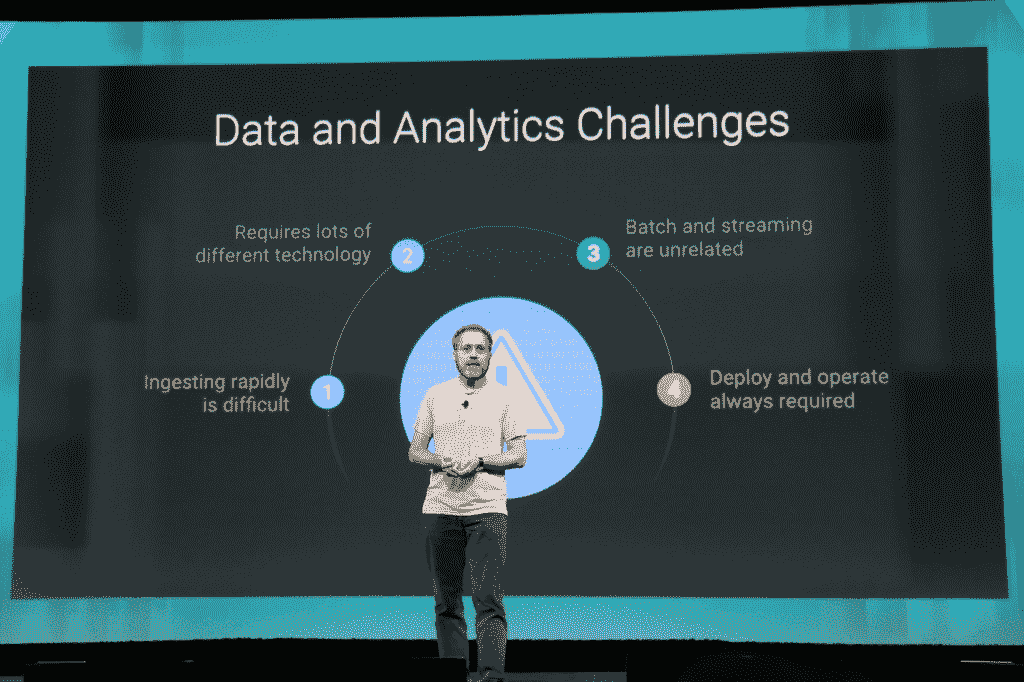 Data and Analytics Challenges
Requires lots of
different technology
2
3
Batch and streaming
are unrelated
Ingesting rapidly
is difficult
1
4
Deploy and operate
always required